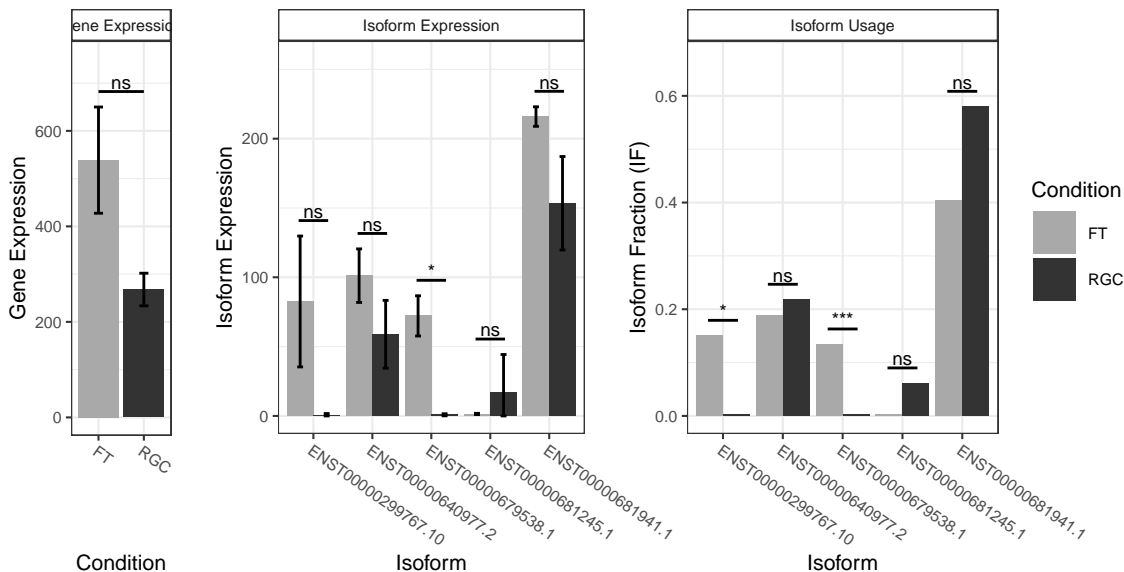 ene Expressio
Gene Expression
0
200
400
600
ns
FT
RGC
Condition
Isoform Expression
Isoform Expression
0
100
200
ns
ns
*
ns
ns
ENST00000299767.10
ENST00000640977.2
ENST00000679538.1
ENST00000681245.1
ENST00000681941.1
Isoform
Isoform Usage
Isoform Fraction (IF)
0.0
0.2
0.4
0.6
*
ns
***
ns
ns
ENST00000299767.10
ENST00000640977.2
ENST00000679538.1
ENST00000681245.1
ENST00000681941.1
Isoform
Condition
FT
RGC